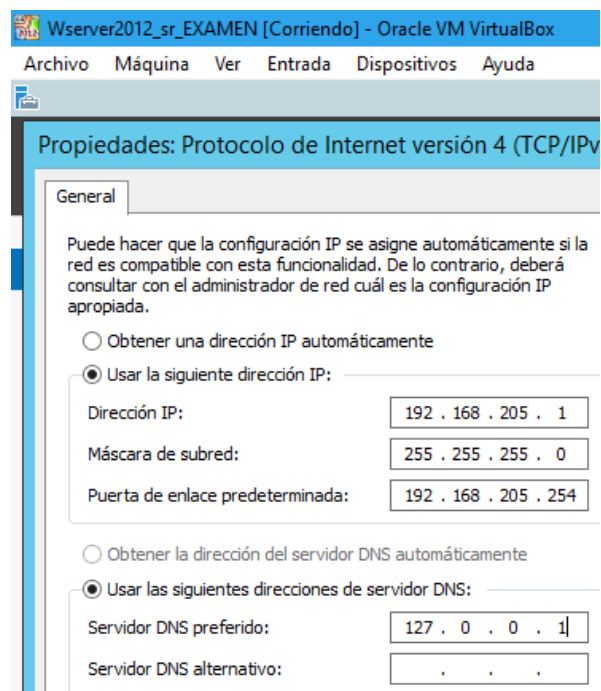 Wserver2012_sr_EXAMEN [Corriendo] - Oracle VM VirtualBox
Archivo Máquina Ver Entrada Dispositivos Ayuda
Propiedades: Protocolo de Internet versión 4 (TCP/IPv
General
Puede hacer que la configuración IP se asigne automáticamente si la
red es compatible con esta funcionalidad. De lo contrario, deberá
consultar con el administrador de red cuál es la configuración IP
apropiada.
Obtener una dirección IP automáticamente
Usar la siguiente dirección IP:
Dirección IP: 192 . 168 . 205 . 1
Máscara de subred: 255 . 255 . 255 . 0
Puerta de enlace predeterminada: 192 . 168 . 205 . 254
Obtener la dirección del servidor DNS automáticamente
Usar las siguientes direcciones de servidor DNS:
Servidor DNS preferido: 127 . 0 . 0 . 1
Servidor DNS alternativo: . . .